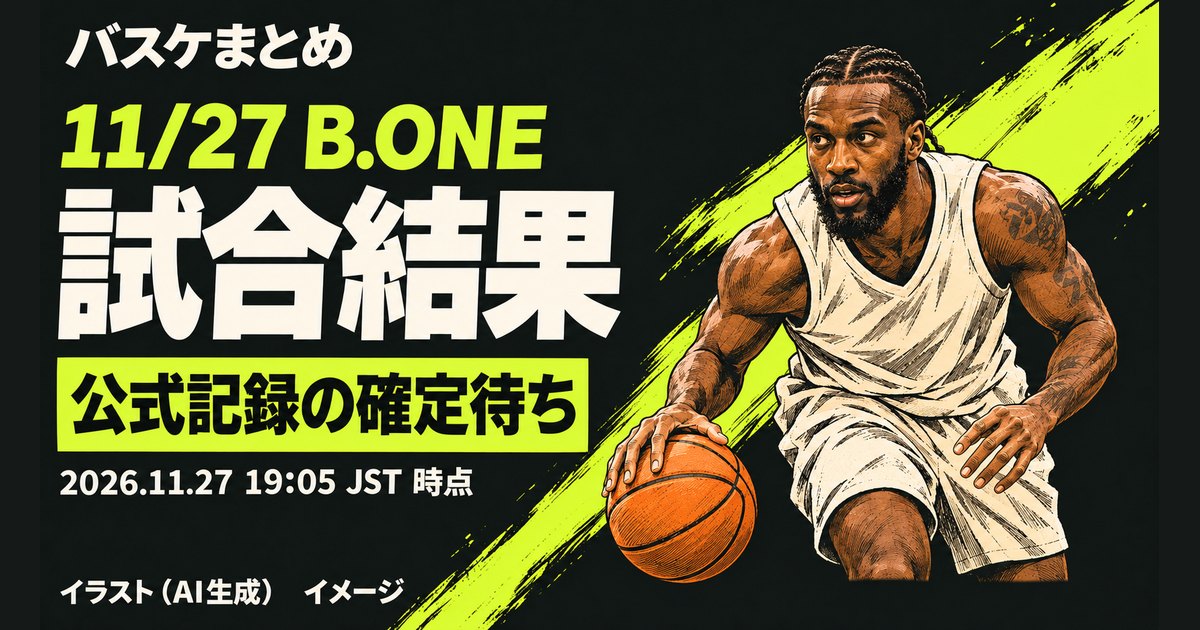 バスケまとめ
11/27 B.ONE
試合結果
公式記録の確定待ち
2026.11.27 19:05 JST 時点
イラスト（AI生成） イメージ